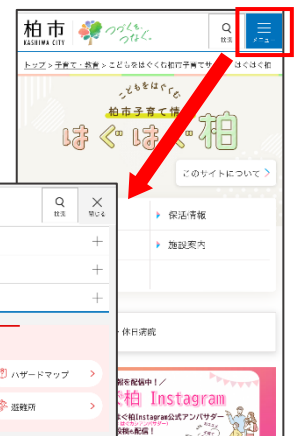 柏市
KASHIWA CITY
つづくを、つなぐ。
検索
メニュー
トップ > 子育て・教育 > こどもをはぐくむ柏市子育てサ はぐはぐ柏
こどもをはぐくむ
柏市子育て情
はぐはぐ柏
このサイトについて
保活情報
施設案内
検索
閉じる
休日病院
ハザードマップ
避難所
報を配信中！／
ぐ柏 Instagram
はぐ柏Instagram公式アンバサダー
投稿も配信！